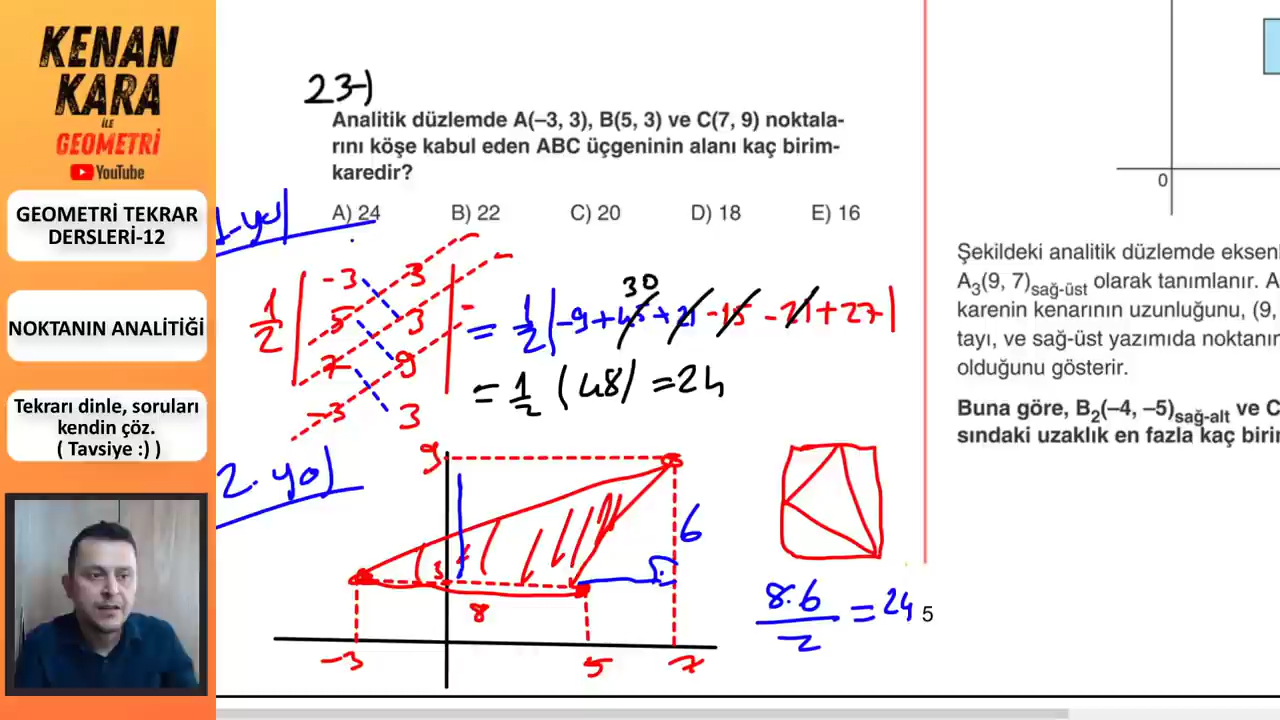 KENAN
KARA
İLE
GEOMETRİ
YouTube
GEOMETRİ TEKRAR
DERSLERİ-12
NOKTANIN ANALİTİĞİ
Tekrarı dinle, soruları
kendin çöz.
( Tavsiye :) )
23-)
Analitik düzlemde A(–3, 3), B(5, 3) ve C(7, 9) noktala-
rını köşe kabul eden ABC üçgeninin alanı kaç birim-
karedir?
A) 24 B) 22 C) 20 D) 18 E) 16
1-yol
1/2 | -3 3
5 3
7 9
-3 3 |
= 1/2 |-9+45+21-15-21+27|
30
= 1/2 (48) = 24
2.yol
9
3
8
6
-3 5 7
8.6/2 = 24
5
0
Şekildeki analitik düzlemde eksenl
A3(9, 7)sağ-üst olarak tanımlanır. A
karenin kenarının uzunluğunu, (9,
tayı, ve sağ-üst yazımıda noktanın
olduğunu gösterir.
Buna göre, B2(–4, –5)sağ-alt ve C
sındaki uzaklık en fazla kaç biri